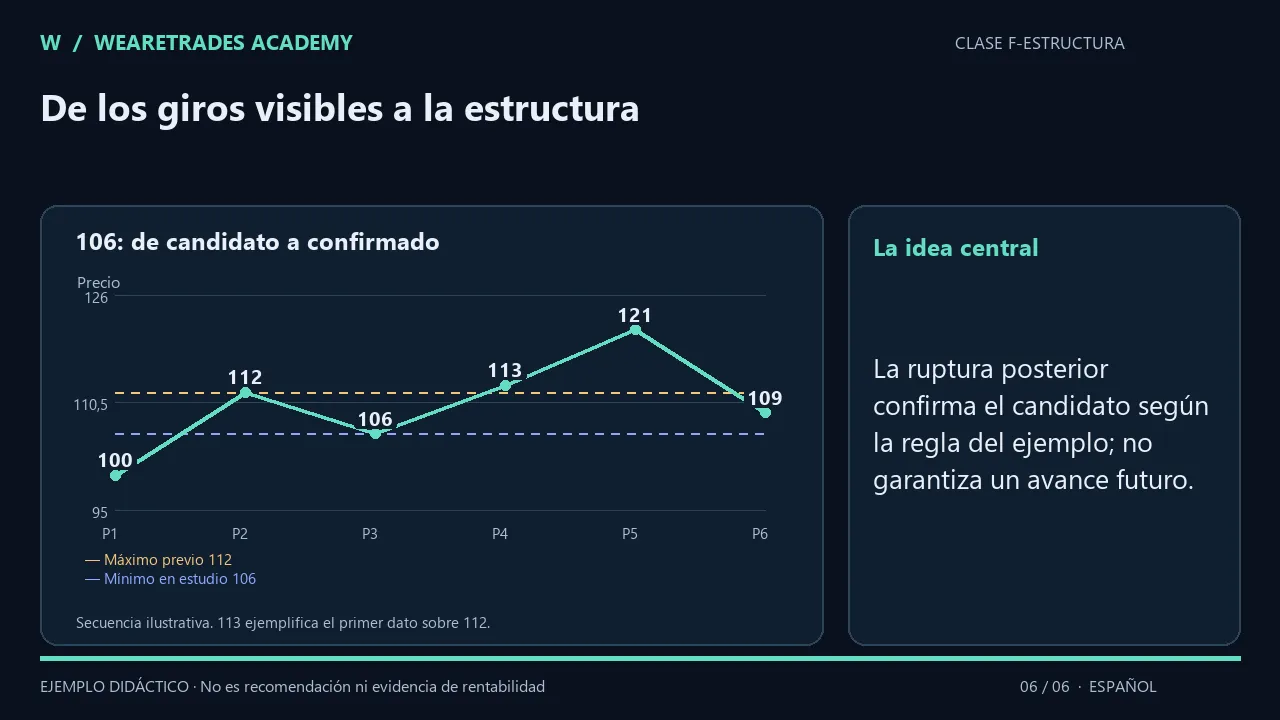 W / WEARETRADES ACADEMY
CLASE F-ESTRUCTURA
De los giros visibles a la estructura
106: de candidato a confirmado
Precio
126
110,5
95
100
112
106
113
121
109
P1
P2
P3
P4
P5
P6
— Máximo previo 112
— Mínimo en estudio 106
Secuencia ilustrativa. 113 ejemplifica el primer dato sobre 112.
La idea central
La ruptura posterior
confirma el candidato según
la regla del ejemplo; no
garantiza un avance futuro.
EJEMPLO DIDÁCTICO · No es recomendación ni evidencia de rentabilidad
06 / 06 · ESPAÑOL